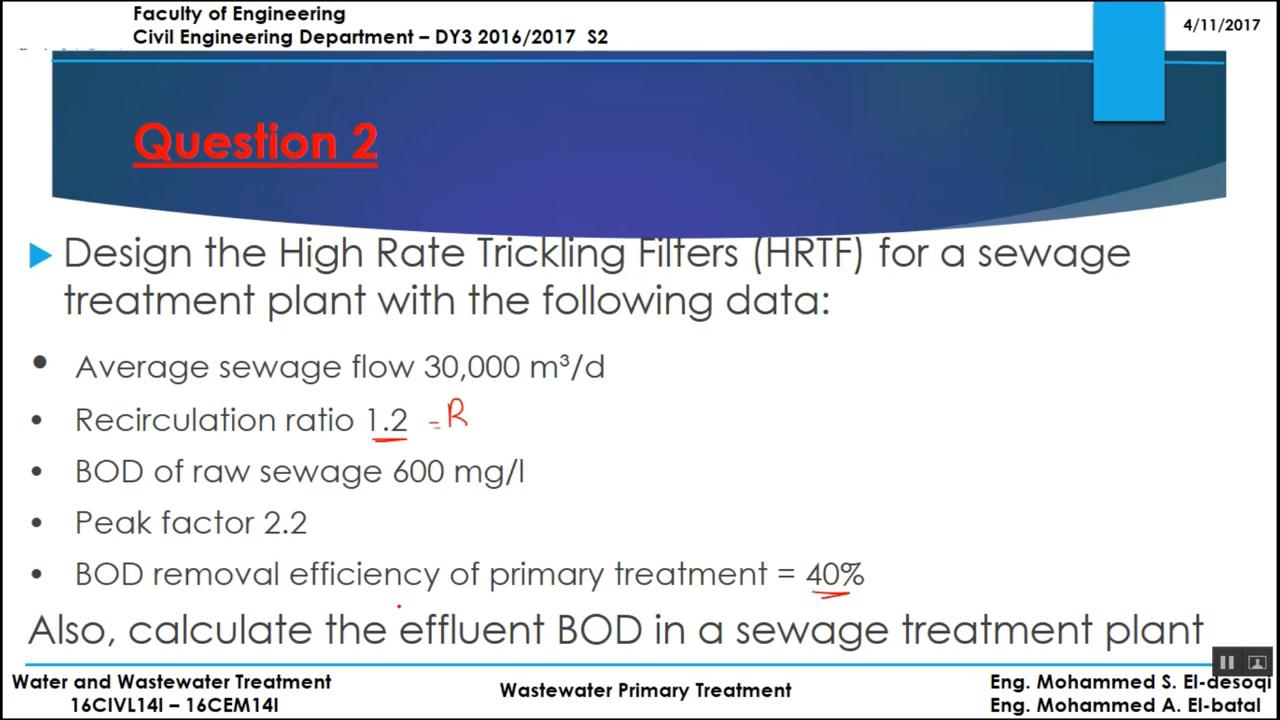 Faculty of Engineering
Civil Engineering Department – DY3 2016/2017 S2
4/11/2017
Question 2
Design the High Rate Trickling Filters (HRTF) for a sewage
treatment plant with the following data:
• Average sewage flow 30,000 m³/d
• Recirculation ratio 1.2 = R
• BOD of raw sewage 600 mg/l
• Peak factor 2.2
• BOD removal efficiency of primary treatment = 40%
Also, calculate the effluent BOD in a sewage treatment plant
Water and Wastewater Treatment
16CIVL14I – 16CEM14I
Wastewater Primary Treatment
Eng. Mohammed S. El-desoqi
Eng. Mohammed A. El-batal